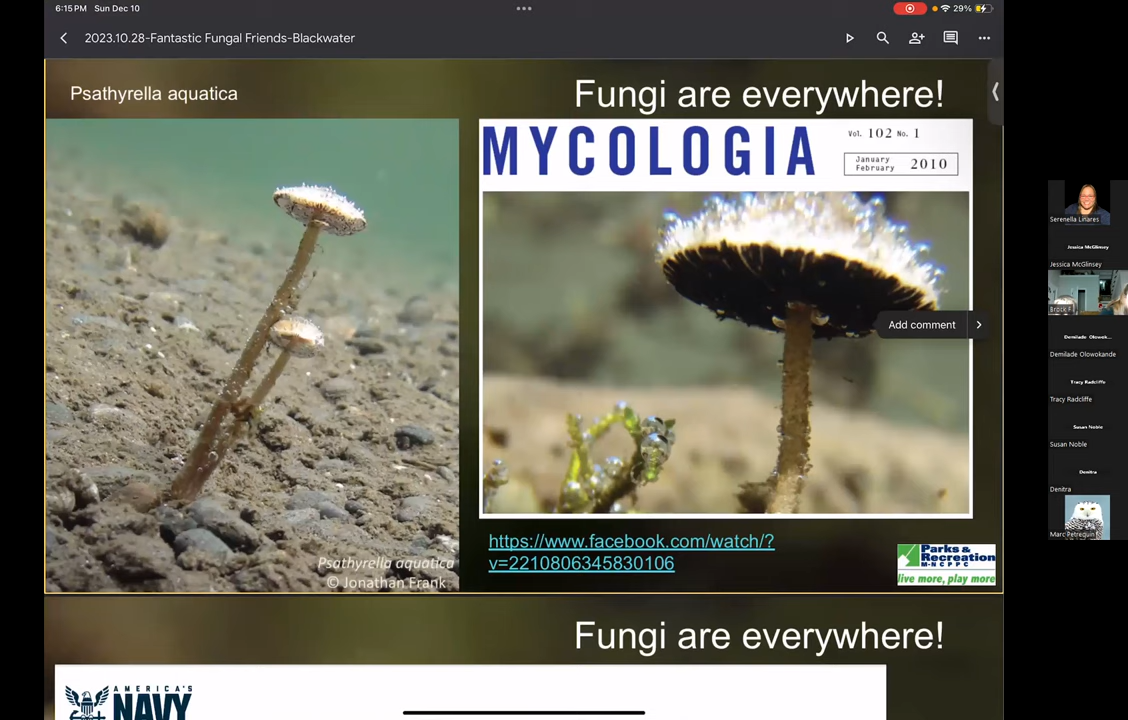 6:15 PM Sun Dec 10
29%
2023.10.28-Fantastic Fungal Friends-Blackwater
Psathyrella aquatica
Fungi are everywhere!
MYCOLOGIA
Vol. 102 No. 1
January
February 2010
Add comment
Psathyrella aquatica
© Jonathan Frank
https://www.facebook.com/watch/?
v=2210806345830106
Parks &
Recreation
M-NCPPC
live more, play more
Fungi are everywhere!
AMERICA'S
NAVY
Serenella Linares
Jessica McGlinsey
Jessica McGlinsey
Brook F
Demilade Olowok...
Demilade Olowokande
Tracy Radcliffe
Tracy Radcliffe
Susan Noble
Susan Noble
Denitra
Denitra
Marc Petrequin